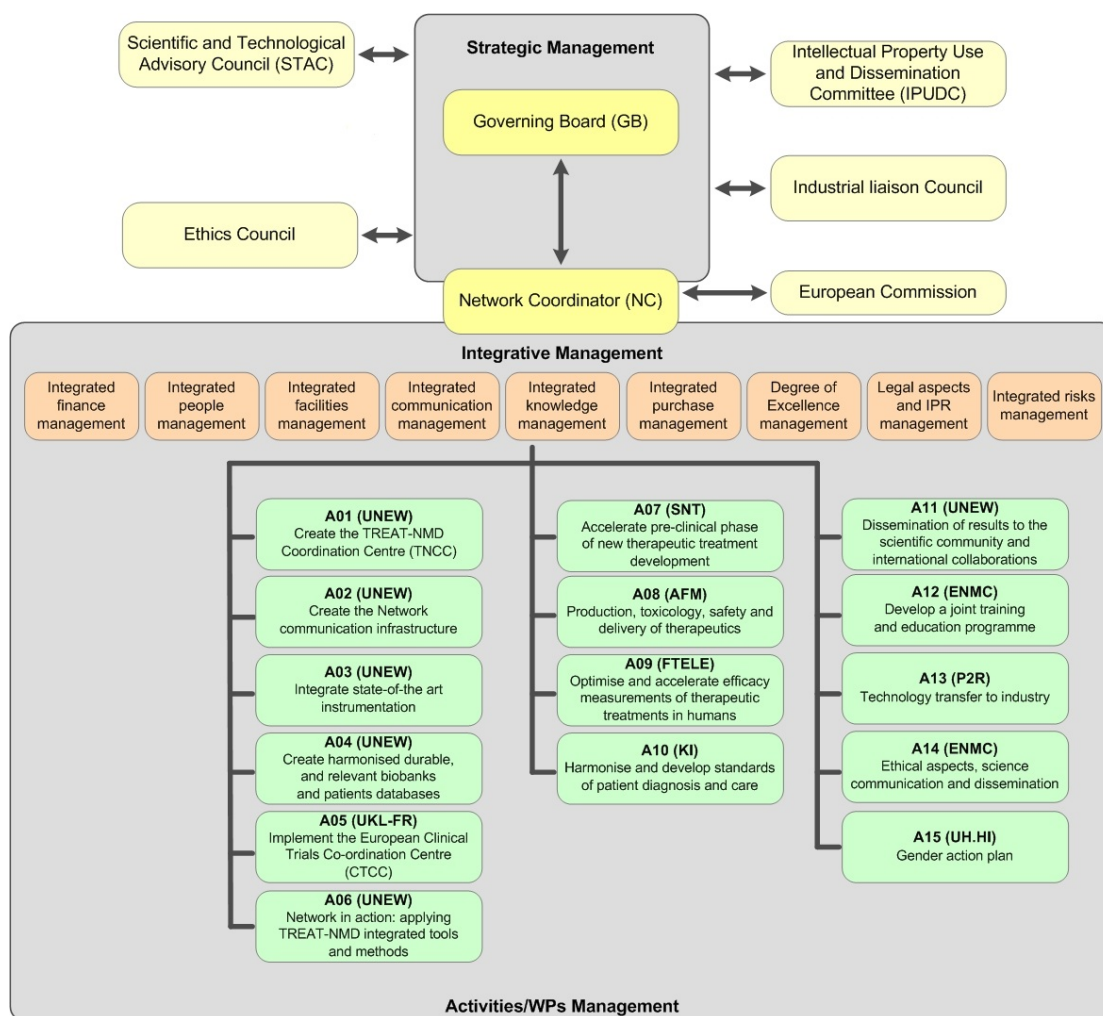 Scientific and Technological
Advisory Council (STAC)
Strategic Management
Intellectual Property Use
and Dissemination
Committee (IPUDC)
Governing Board (GB)
Industrial liaison Council
Ethics Council
Network Coordinator (NC)
European Commission
Integrative Management
Integrated
finance
management
Integrated
people
management
Integrated
facilities
management
Integrated
communication
management
Integrated
knowledge
management
Integrated
purchase
management
Degree of
Excellence
management
Legal aspects
and IPR
management
Integrated risks
management
A01 (UNEW)
Create the TREAT-NMD
Coordination Centre (TNCC)
A02 (UNEW)
Create the Network
communication infrastructure
A03 (UNEW)
Integrate state-of-the art
instrumentation
A04 (UNEW)
Create harmonised durable,
and relevant biobanks
and patients databases
A05 (UKL-FR)
Implement the European Clinical
Trials Co-ordination Centre
(CTCC)
A06 (UNEW)
Network in action: applying
TREAT-NMD integrated tools
and methods
A07 (SNT)
Accelerate pre-clinical phase
of new therapeutic treatment
development
A08 (AFM)
Production, toxicology, safety and
delivery of therapeutics
A09 (FTELE)
Optimise and accelerate efficacy
measurements of therapeutic
treatments in humans
A10 (KI)
Harmonise and develop standards
of patient diagnosis and care
A11 (UNEW)
Dissemination of results to the
scientific community and
international collaborations
A12 (ENMC)
Develop a joint training
and education programme
A13 (P2R)
Technology transfer to industry
A14 (ENMC)
Ethical aspects, science
communication and dissemination
A15 (UH.HI)
Gender action plan
Activities/WPs Management